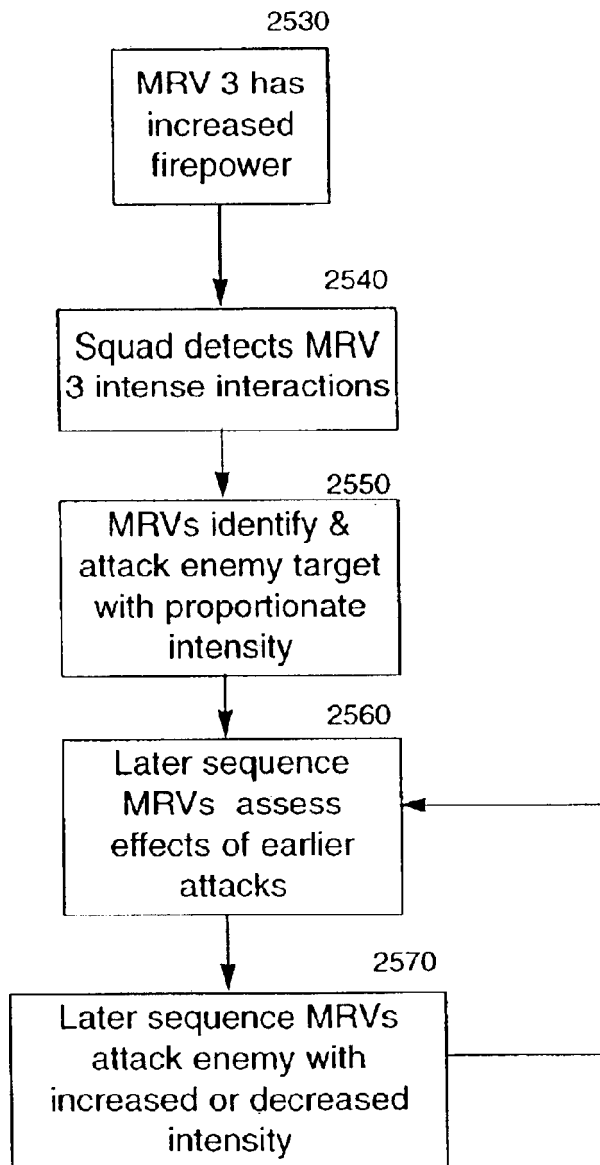 2530
MRV 3 has
increased
firepower
2540
Squad detects MRV
3 intense interactions
2550
MRVs identify &
attack enemy target
with proportionate
intensity
2560
Later sequence
MRVs assess
effects of earlier
attacks
2570
Later sequence MRVs
attack enemy with
increased or decreased
intensity